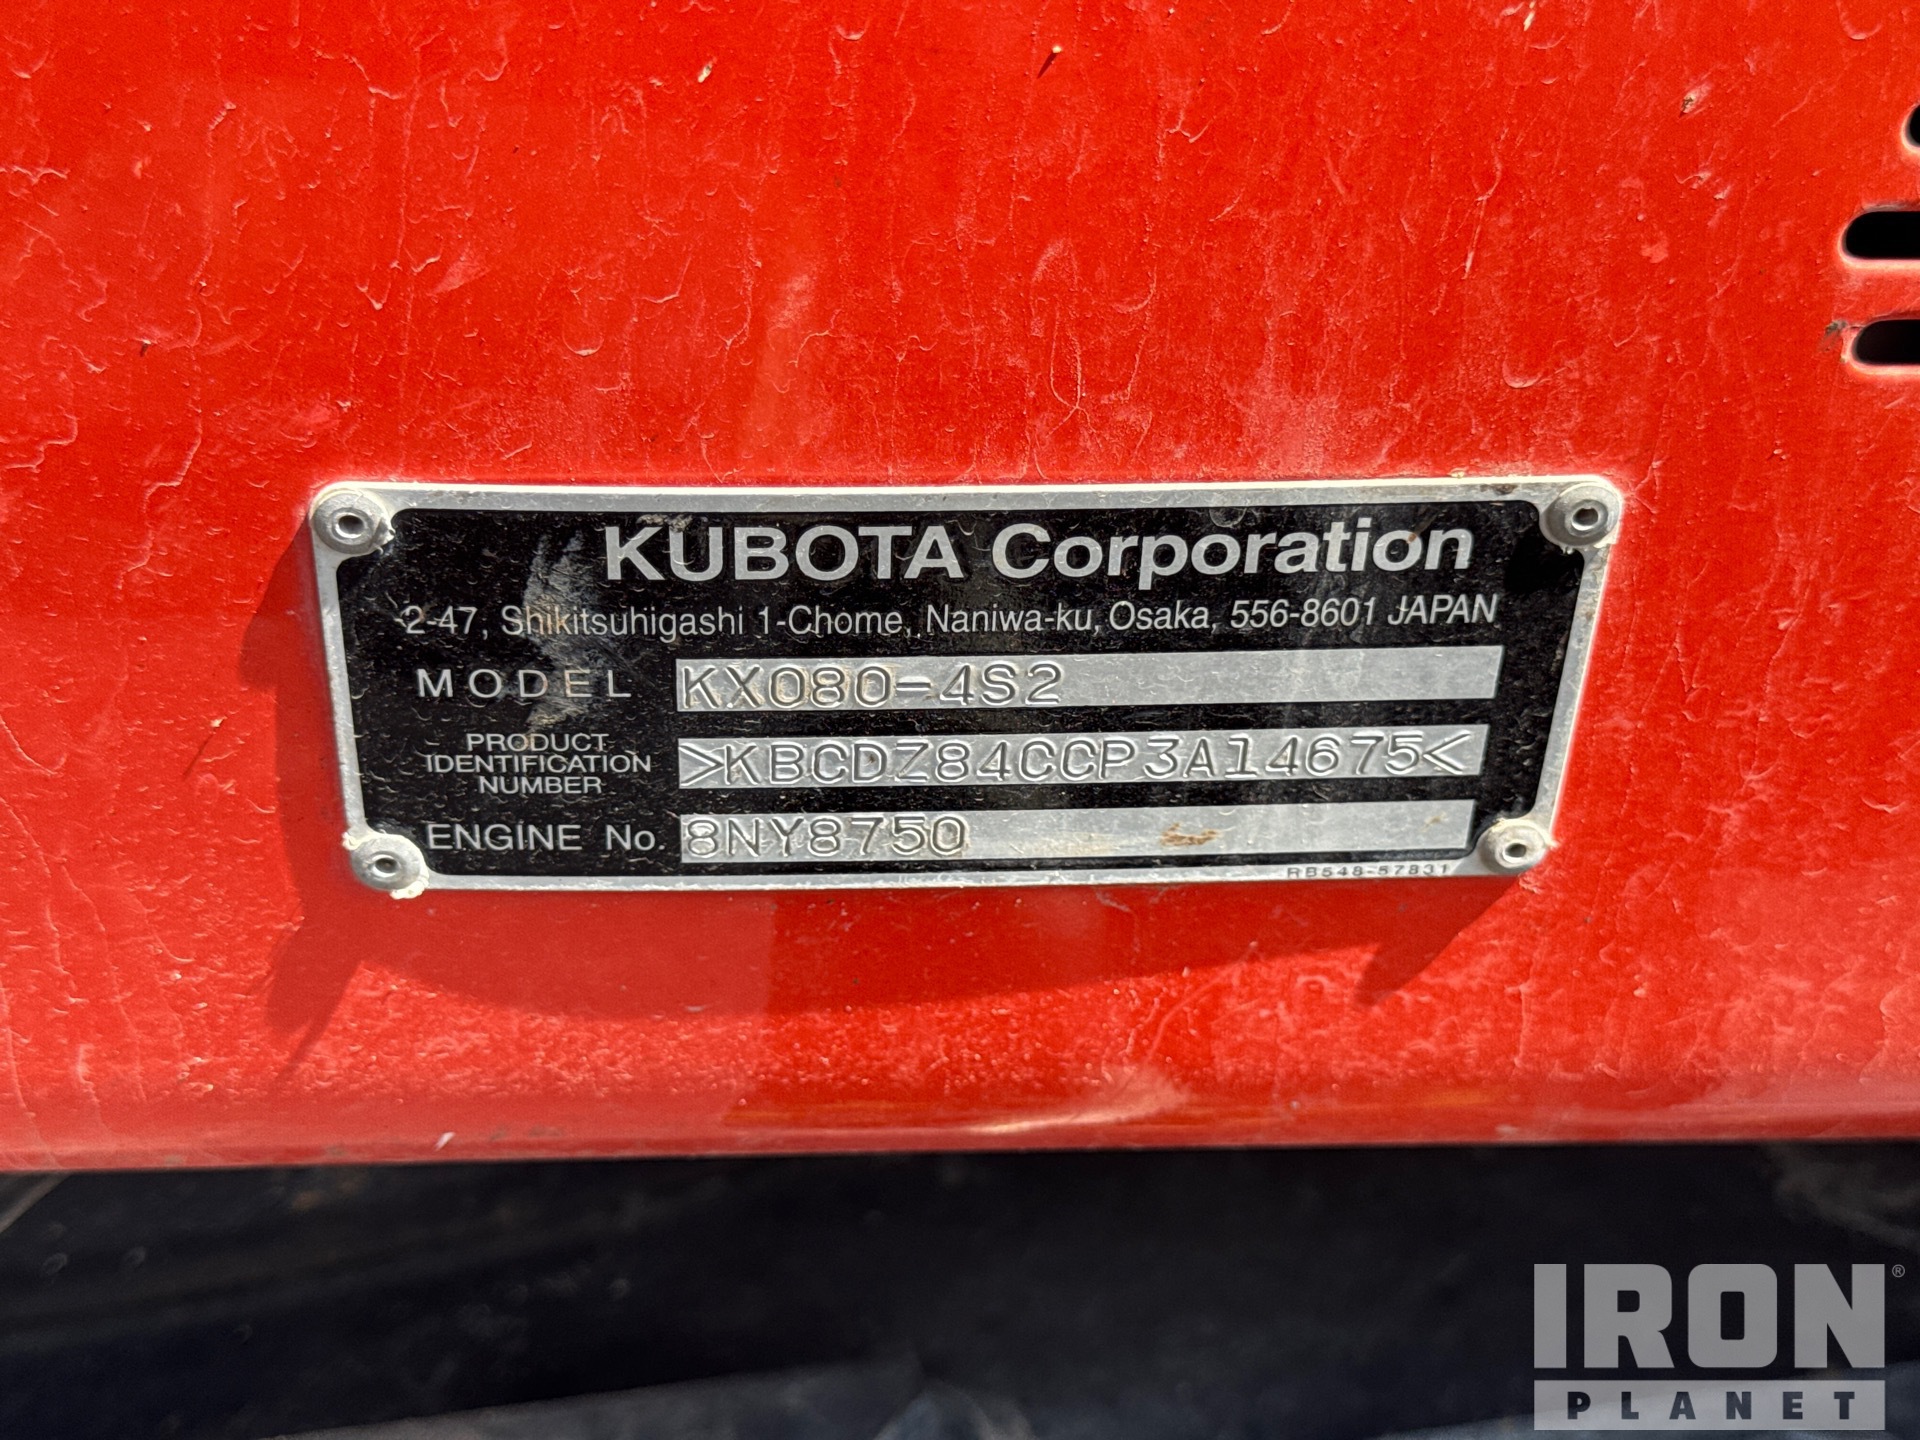 KUBOTA Corporation
2-47, Shikitsuhigashi 1-Chome, Naniwa-ku, Osaka, 556-8601 JAPAN
MODEL KX080-4S2
PRODUCT IDENTIFICATION NUMBER >KBCDZ84CCP3A14675<
ENGINE No. 8NY8750
RB548-57831
IRON®
PLANET